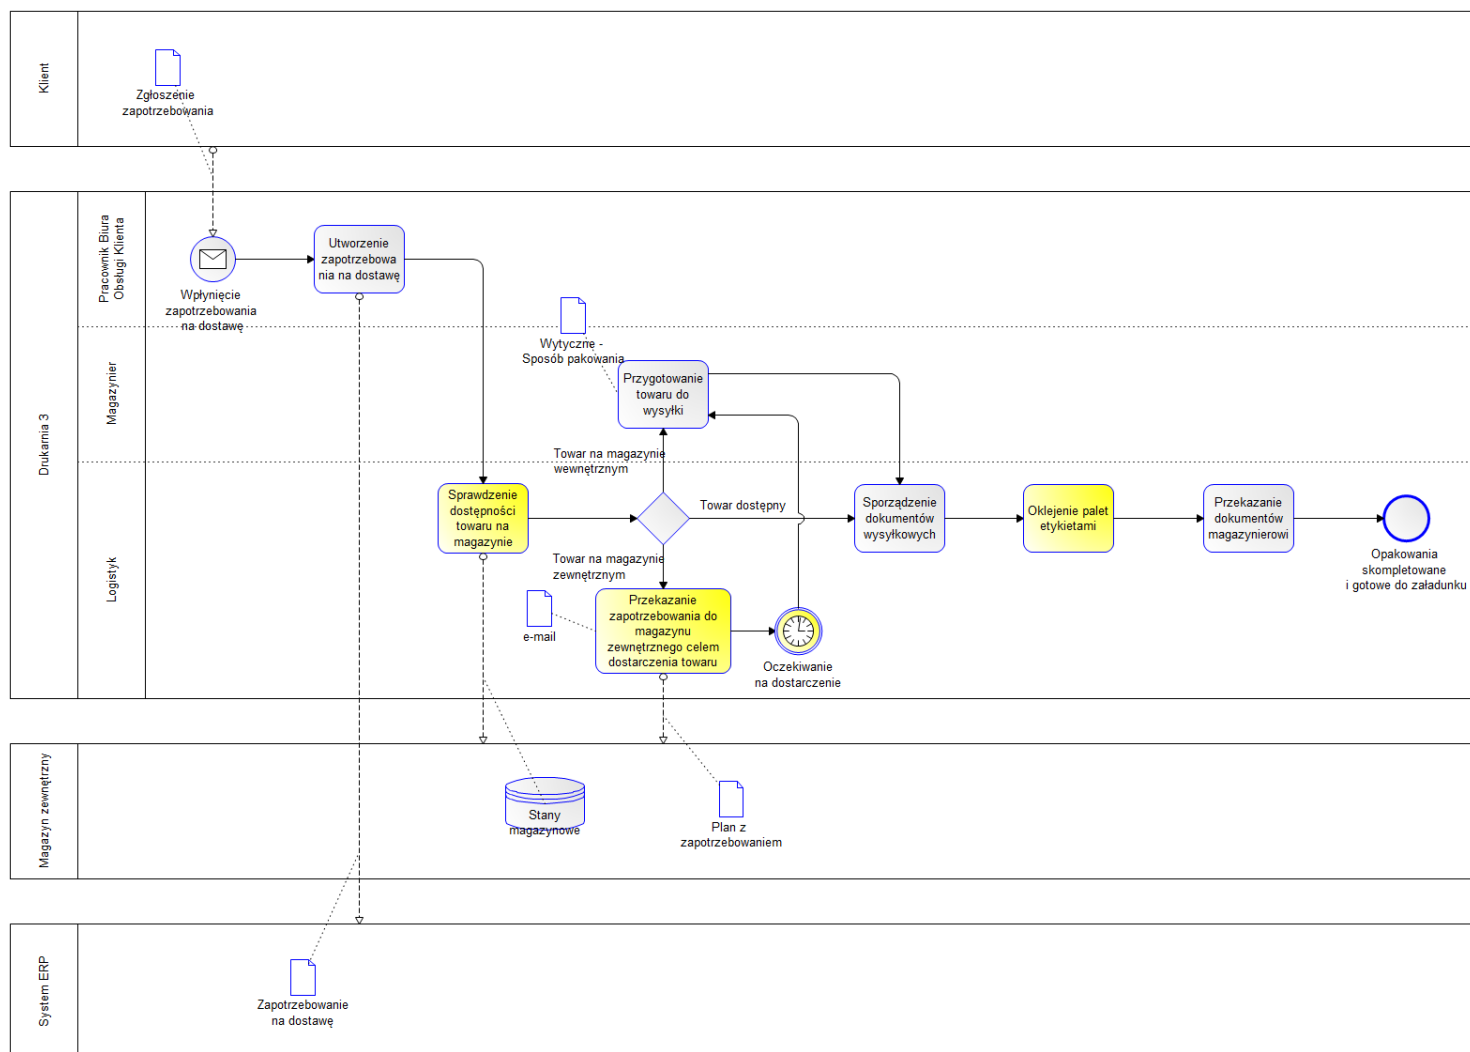 Klient
Zgłoszenie
zapotrzebowania
Drukarnia 3
Pracownik Biura
Obsługi Klienta
Wpłynięcie
zapotrzebowania
na dostawę
Utworzenie
zapotrzebowa
nia na dostawę
Magazynier
Wytyczne -
Sposób pakowania
Przygotowanie
towaru do
wysyłki
Towar na magazynie
wewnętrznym
Logistyk
Sprawdzenie
dostępności
towaru na
magazynie
Towar dostępny
Towar na magazynie
zewnętrznym
Sporządzenie
dokumentów
wysyłkowych
Oklejenie palet
etykietami
Przekazanie
dokumentów
magazynierowi
Opakowania
skompletowane
i gotowe do załadunku
e-mail
Przekazanie
zapotrzebowania do
magazynu
zewnętrznego celem
dostarczenia towaru
Oczekiwanie
na dostarczenie
Magazyn zewnętrzny
Stany
magazynowe
Plan z
zapotrzebowaniem
System ERP
Zapotrzebowanie
na dostawę